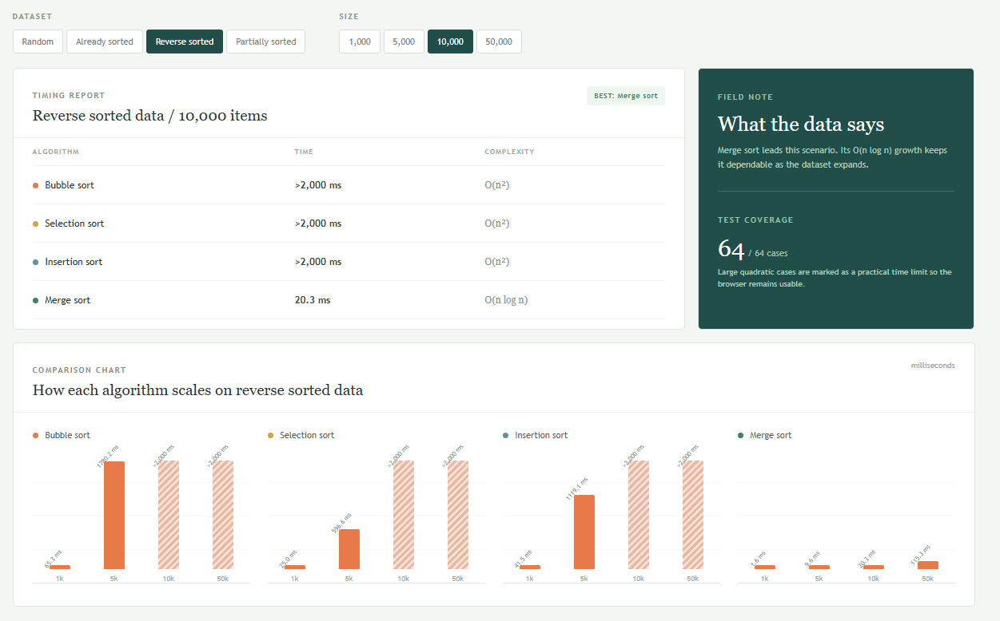 DATASET
Random
Already sorted
Reverse sorted
Partially sorted
SIZE
1,000
5,000
10,000
50,000
TIMING REPORT
Reverse sorted data / 10,000 items
BEST: Merge sort
ALGORITHM TIME COMPLEXITY
Bubble sort >2,000 ms O(n²)
Selection sort >2,000 ms O(n²)
Insertion sort >2,000 ms O(n²)
Merge sort 20.3 ms O(n log n)
FIELD NOTE
What the data says
Merge sort leads this scenario. Its O(n log n) growth keeps
it dependable as the dataset expands.
TEST COVERAGE
64 / 64 cases
Large quadratic cases are marked as a practical time limit so the
browser remains usable.
COMPARISON CHART
How each algorithm scales on reverse sorted data
milliseconds
Bubble sort
65.3 ms
>2,000 ms
>2,000 ms
1k 5k 10k 50k
Selection sort
25.0 ms
596.6 ms
>2,000 ms
>2,000 ms
1k 5k 10k 50k
Insertion sort
41.5 ms
1119.1 ms
>2,000 ms
>2,000 ms
1k 5k 10k 50k
Merge sort
1.6 ms
9.6 ms
20.3 ms
115.3 ms
1k 5k 10k 50k